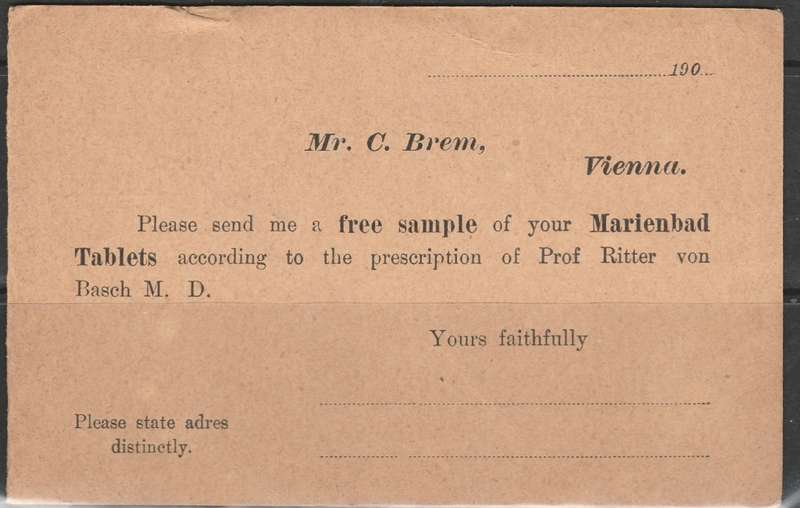 190
Mr. C. Brem,
Vienna.
Please send me a free sample of your Marienbad
Tablets according to the prescription of Prof Ritter von
Basch M. D.
Yours faithfully
Please state adres
distinctly.